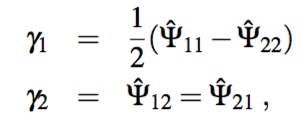 γ₁ = 1/2 (Ψ̂₁₁ − Ψ̂₂₂)
γ₂ = Ψ̂₁₂ = Ψ̂₂₁ ,